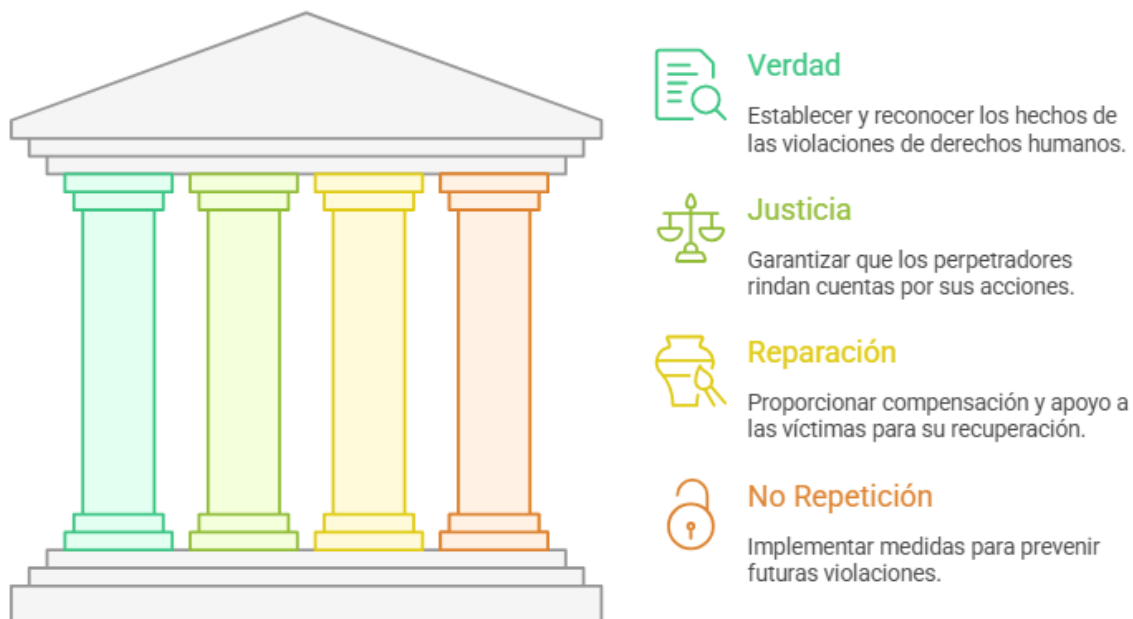 Verdad
Establecer y reconocer los hechos de
las violaciones de derechos humanos.
Justicia
Garantizar que los perpetradores
rindan cuentas por sus acciones.
Reparación
Proporcionar compensación y apoyo a
las víctimas para su recuperación.
No Repetición
Implementar medidas para prevenir
futuras violaciones.